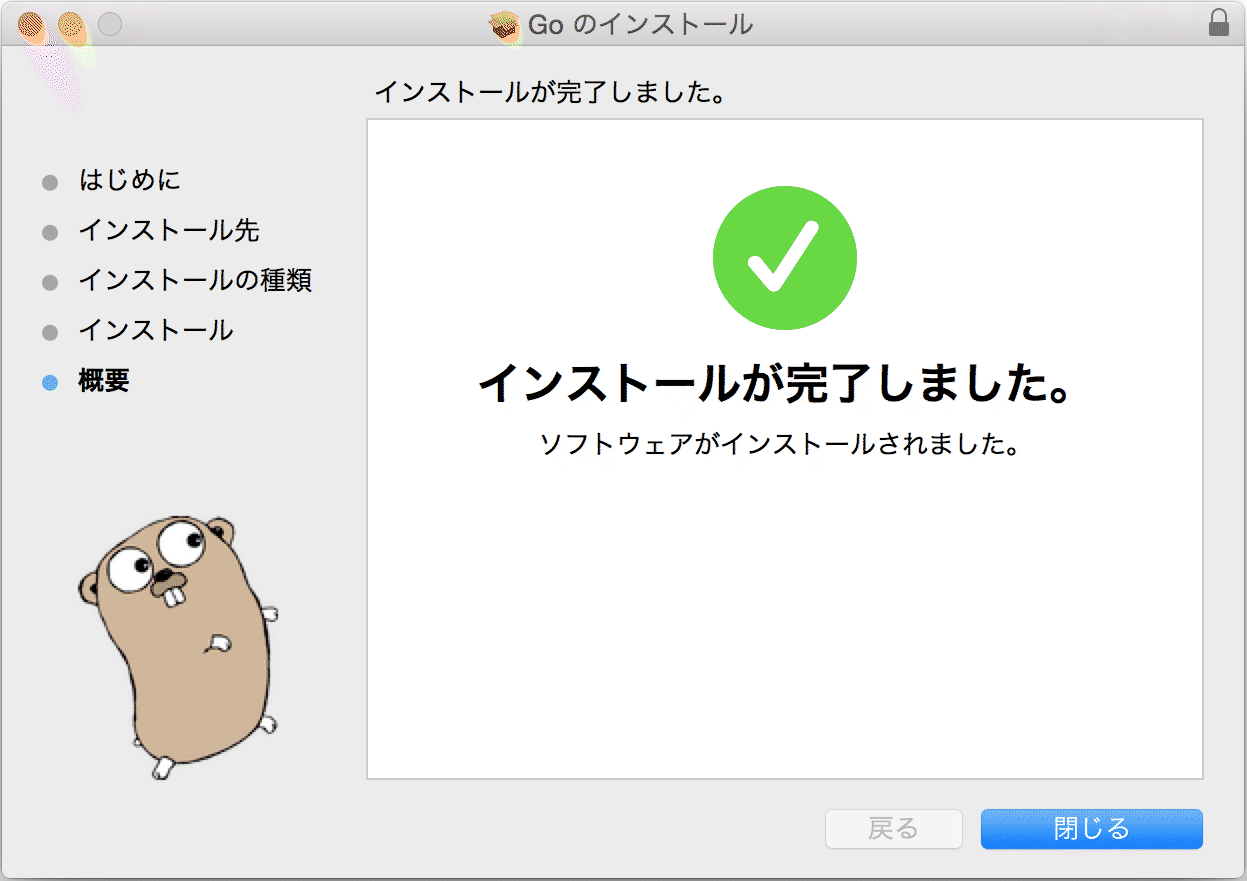 Go のインストール
インストールが完了しました。
はじめに
インストール先
インストールの種類
インストール
概要
インストールが完了しました。
ソフトウェアがインストールされました。
戻る
閉じる